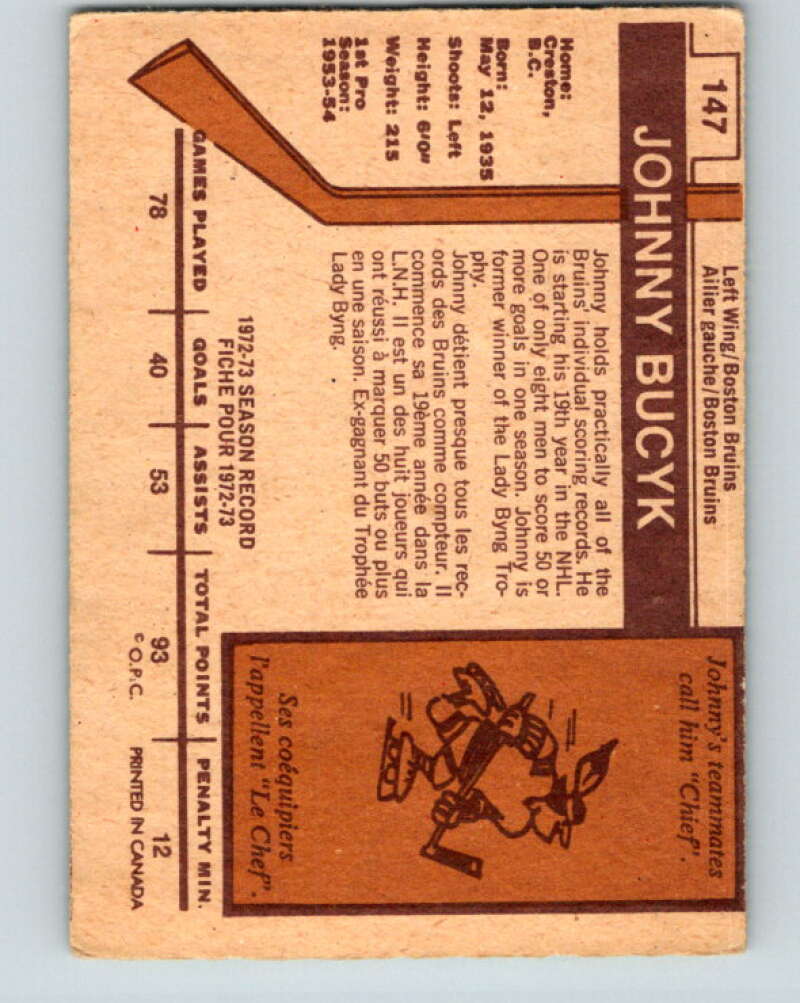 147
Left Wing/Boston Bruins
Ailier gauche/Boston Bruins
JOHNNY BUCYK
Home:
Creston,
B.C.
Born:
May 12, 1935
Shoots: Left
Height: 6'0"
Weight: 215
1st Pro
Season:
1953-54
Johnny holds practically all of the
Bruins' individual scoring records. He
is starting his 19th year in the NHL.
One of only eight men to score 50 or
more goals in one season. Johnny is
former winner of the Lady Byng Tro-
phy.
Johnny détient presque tous les rec-
ords des Bruins comme compteur. Il
commence sa 19ème année dans la
L.N.H. Il est un des huit joueurs qui
ont réussi à marquer 50 buts ou plus
en une saison. Ex-gagnant du Trophée
Lady Byng.
Johnny's teammates
call him "Chief".
Ses coéquipiers
l'appellent "Le Chef".
1972-73 SEASON RECORD
FICHE POUR 1972-73
GAMES PLAYED GOALS ASSISTS TOTAL POINTS PENALTY MIN.
78 40 53 93 12
© O.P.C. PRINTED IN CANADA